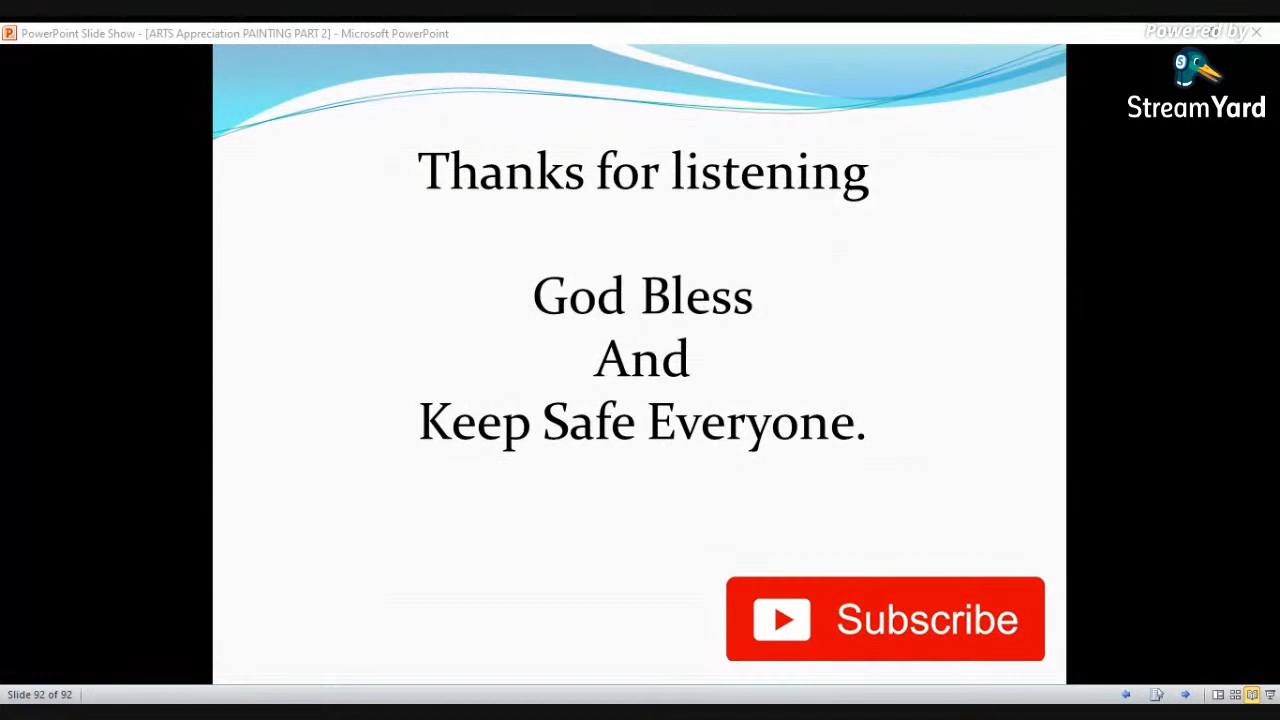 PowerPoint Slide Show - [ARTS Appreciation PAINTING PART 2] - Microsoft PowerPoint
Powered by
StreamYard
Thanks for listening
God Bless
And
Keep Safe Everyone.
Subscribe
Slide 92 of 92